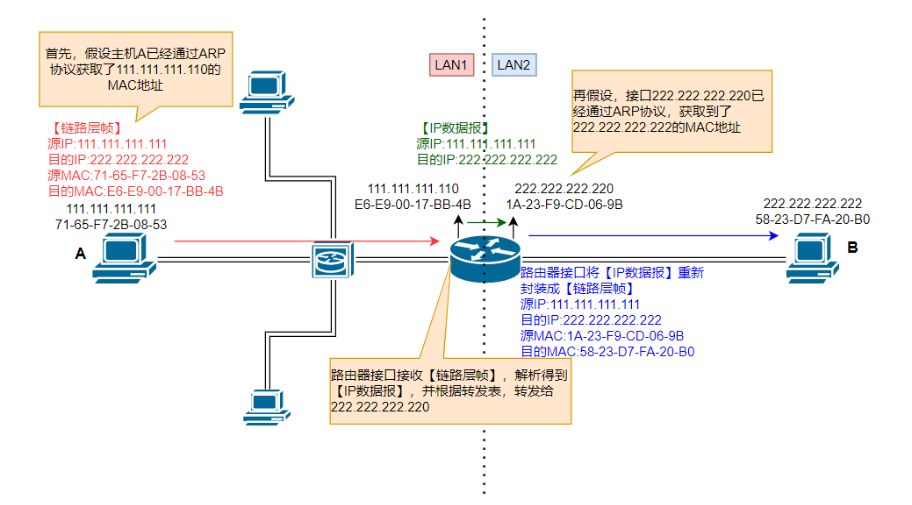 首先，假设主机A已经通过ARP
协议获取了111.111.111.110的
MAC地址
LAN1
LAN2
再假设，接口222.222.222.220已
经通过ARP协议，获取到了
222.222.222.222的MAC地址
【链路层帧】
源IP:111.111.111.111
目的IP:222.222.222.222
源MAC:71-65-F7-2B-08-53
目的MAC:E6-E9-00-17-BB-4B
【IP数据报】
源IP:111.111.111.111
目的IP:222.222.222.222
111.111.111.111
71-65-F7-2B-08-53
111.111.111.110
E6-E9-00-17-BB-4B
222.222.222.220
1A-23-F9-CD-06-9B
222.222.222.222
58-23-D7-FA-20-B0
A
B
路由器接口将【IP数据报】重新
封装成【链路层帧】
源IP:111.111.111.111
目的IP:222.222.222.222
源MAC:1A-23-F9-CD-06-9B
目的MAC:58-23-D7-FA-20-B0
路由器接口接收【链路层帧】，解析得到
【IP数据报】，并根据转发表，转发给
222.222.222.220